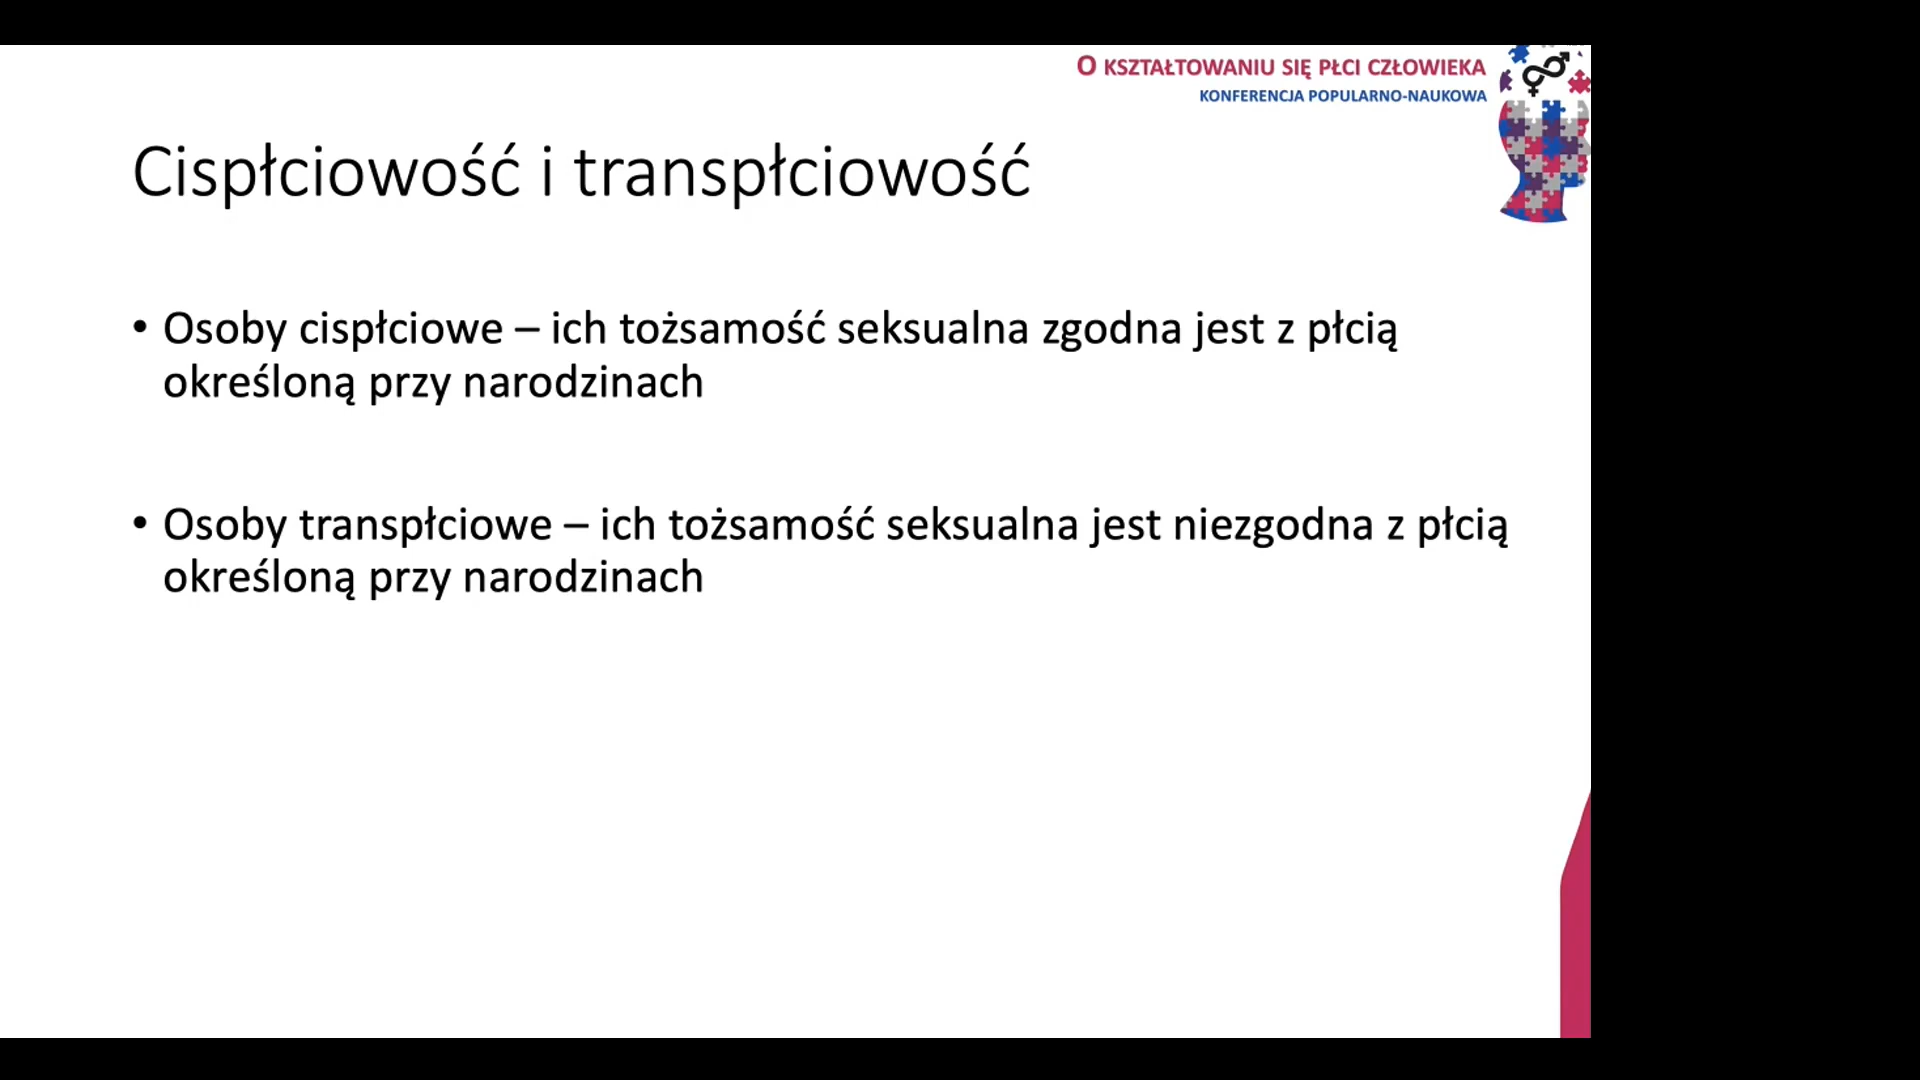 O KSZTAŁTOWANIU SIĘ PŁCI CZŁOWIEKA
KONFERENCJA POPULARNO-NAUKOWA
Cispłciowość i transpłciowość
• Osoby cispłciowe – ich tożsamość seksualna zgodna jest z płcią
określoną przy narodzinach
• Osoby transpłciowe – ich tożsamość seksualna jest niezgodna z płcią
określoną przy narodzinach